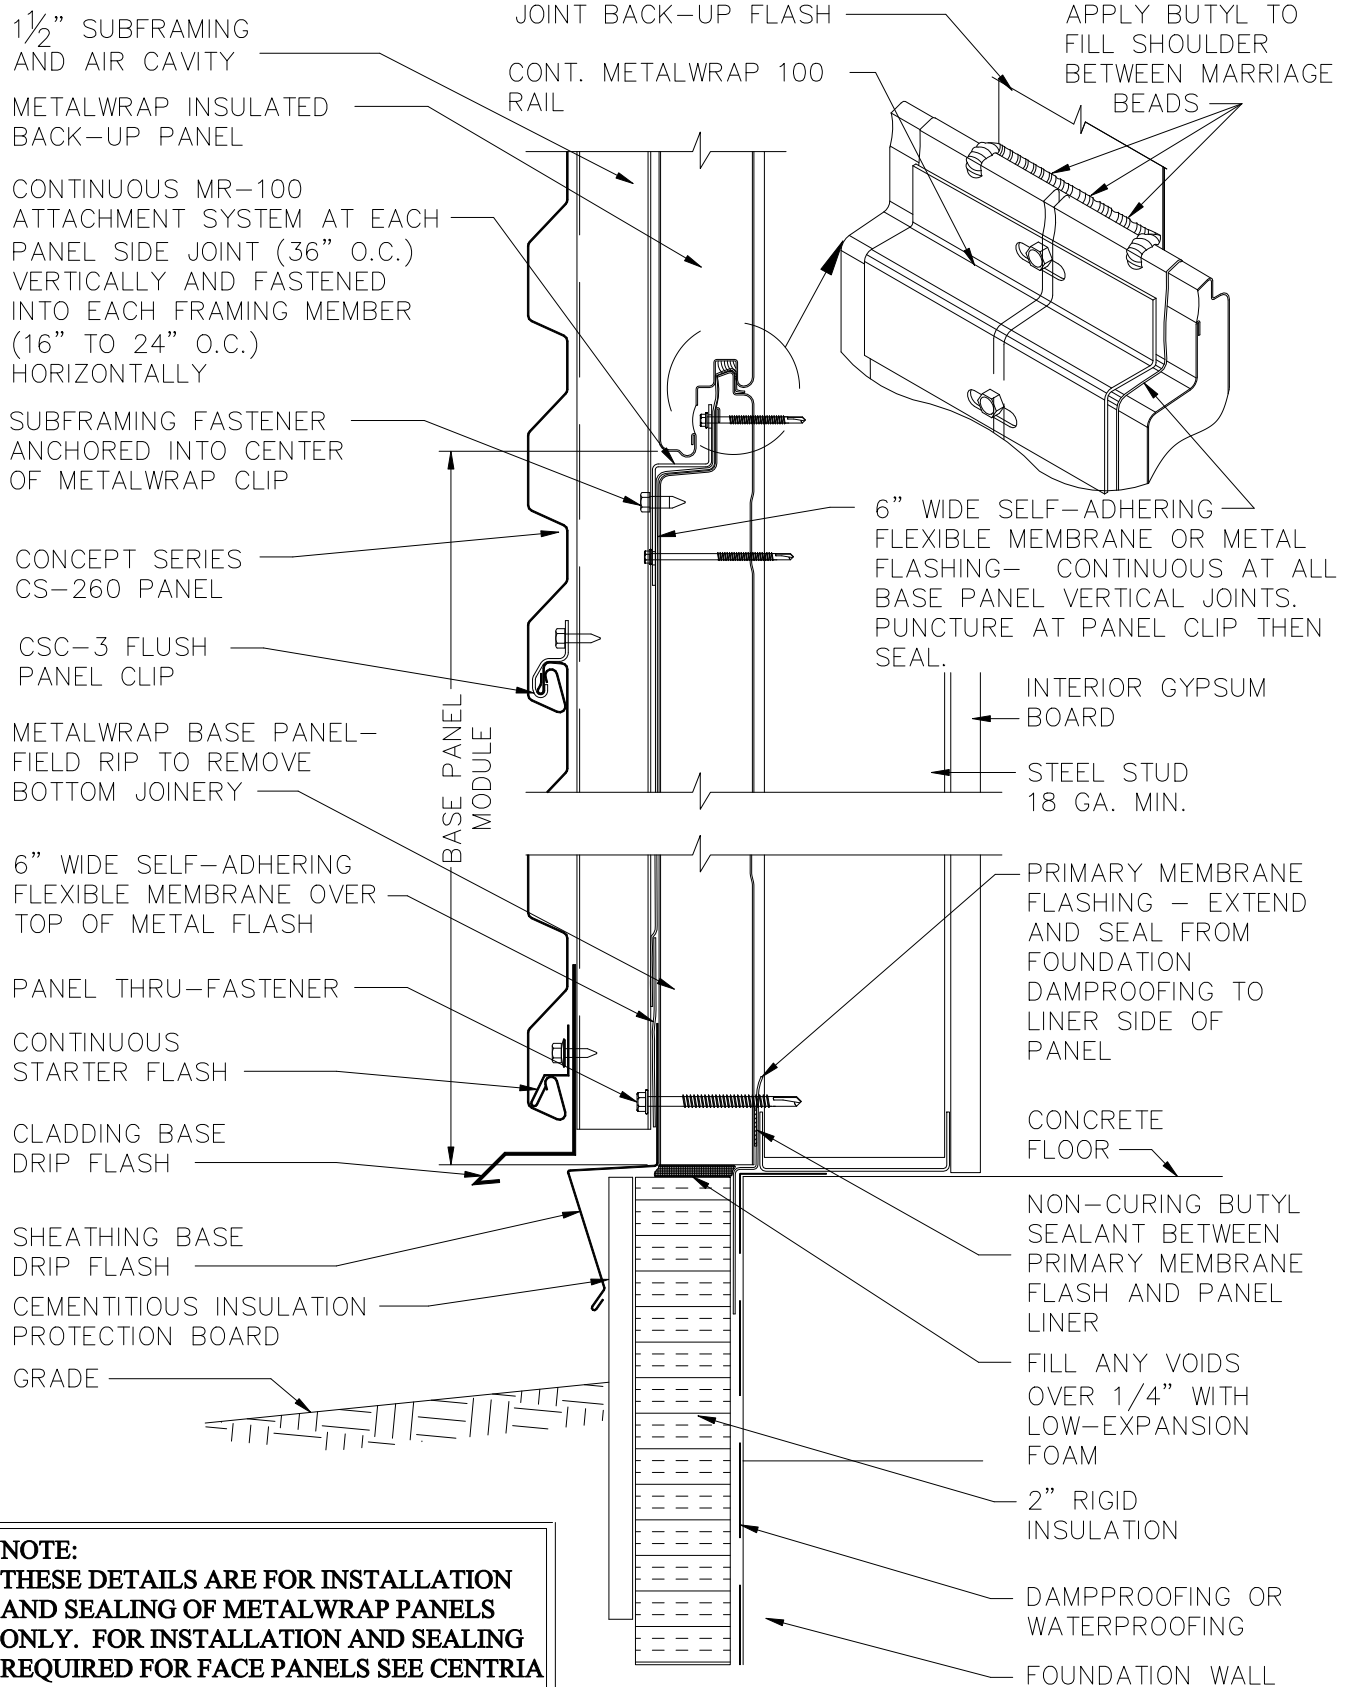 1½” SUBFRAMING
AND AIR CAVITY
METALWRAP INSULATED
BACK–UP PANEL
CONTINUOUS MR–100
ATTACHMENT SYSTEM AT EACH
PANEL SIDE JOINT (36” O.C.)
VERTICALLY AND FASTENED
INTO EACH FRAMING MEMBER
(16” TO 24” O.C.)
HORIZONTALLY
SUBFRAMING FASTENER
ANCHORED INTO CENTER
OF METALWRAP CLIP
CONCEPT SERIES
CS–260 PANEL
CSC–3 FLUSH
PANEL CLIP
METALWRAP BASE PANEL–
FIELD RIP TO REMOVE
BOTTOM JOINERY
6” WIDE SELF–ADHERING
FLEXIBLE MEMBRANE OVER
TOP OF METAL FLASH
PANEL THRU–FASTENER
CONTINUOUS
STARTER FLASH
CLADDING BASE
DRIP FLASH
SHEATHING BASE
DRIP FLASH
CEMENTITIOUS INSULATION
PROTECTION BOARD
GRADE
BASE PANEL
MODULE
JOINT BACK–UP FLASH
CONT. METALWRAP 100
RAIL
APPLY BUTYL TO
FILL SHOULDER
BETWEEN MARRIAGE
BEADS
6” WIDE SELF–ADHERING
FLEXIBLE MEMBRANE OR METAL
FLASHING– CONTINUOUS AT ALL
BASE PANEL VERTICAL JOINTS.
PUNCTURE AT PANEL CLIP THEN
SEAL.
INTERIOR GYPSUM
BOARD
STEEL STUD
18 GA. MIN.
PRIMARY MEMBRANE
FLASHING – EXTEND
AND SEAL FROM
FOUNDATION
DAMPROOFING TO
LINER SIDE OF
PANEL
CONCRETE
FLOOR
NON–CURING BUTYL
SEALANT BETWEEN
PRIMARY MEMBRANE
FLASH AND PANEL
LINER
FILL ANY VOIDS
OVER 1/4” WITH
LOW–EXPANSION
FOAM
2” RIGID
INSULATION
DAMPPROOFING OR
WATERPROOFING
FOUNDATION WALL
NOTE:
THESE DETAILS ARE FOR INSTALLATION
AND SEALING OF METALWRAP PANELS
ONLY. FOR INSTALLATION AND SEALING
REQUIRED FOR FACE PANELS SEE CENTRIA